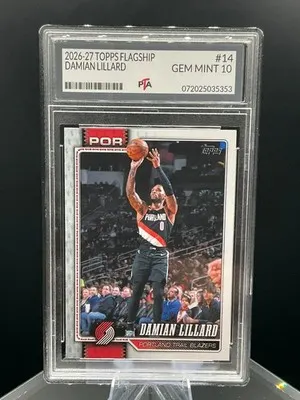 2026-27 TOPPS FLAGSHIP
DAMIAN LILLARD
#14
GEM MINT 10
PTA
072025035353
POR
TOPPS
PORTLAND
0
DAMIAN LILLARD
PORTLAND TRAIL BLAZERS